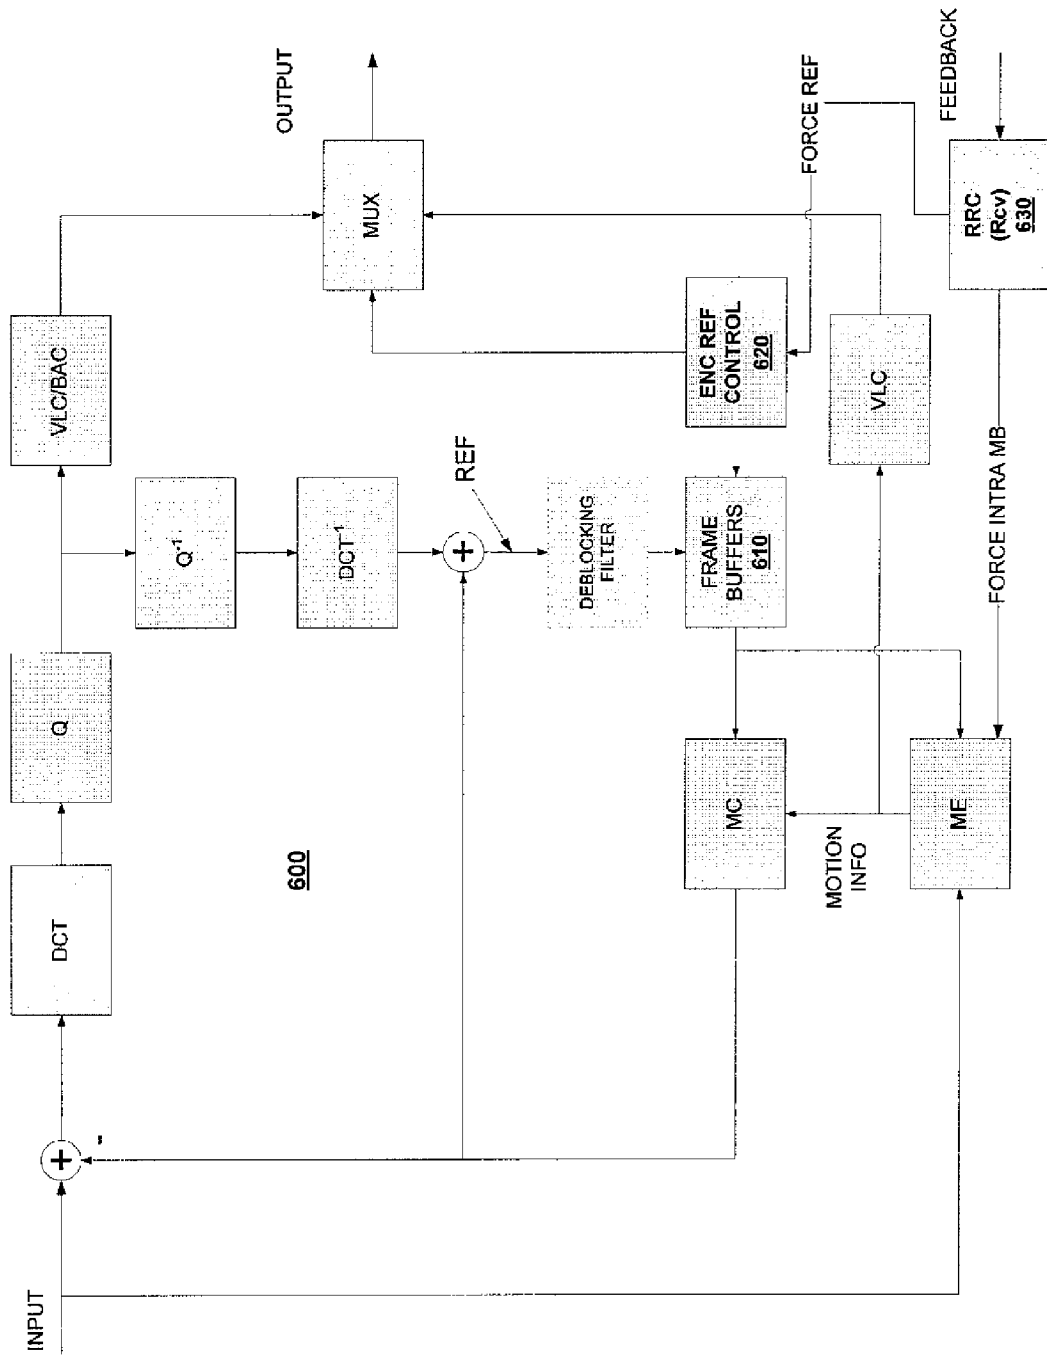 INPUT
DCT
Q
VLC/BAC
Q-1
DCT-1
MUX
OUTPUT
REF
DEBLOCKING
FILTER
FRAME
BUFFERS
610
ENC REF
CONTROL
620
FORCE REF
600
MC
MOTION
INFO
ME
VLC
FORCE INTRA MB
RRC
(Rcv)
630
FEEDBACK
+
-
+